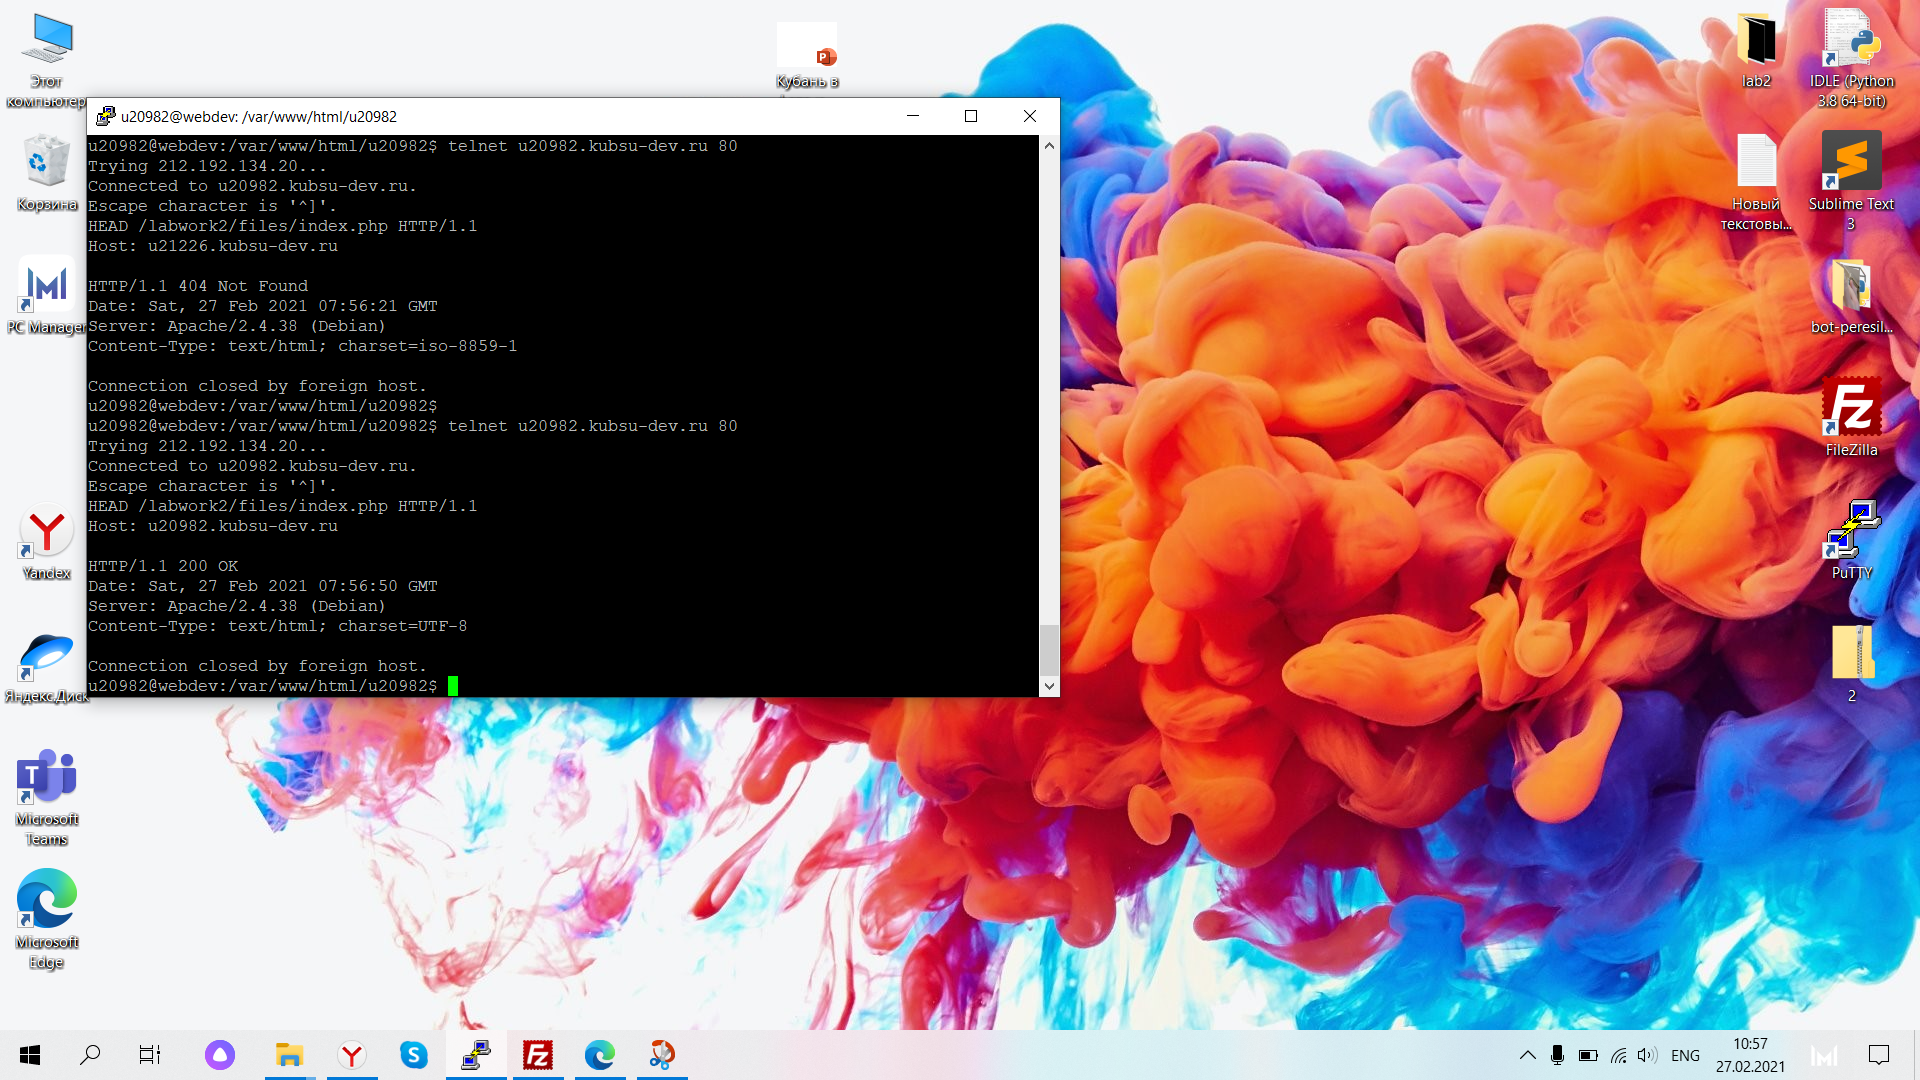 Этот
компьютер
Корзина
PC Manager
Yandex
Яндекс.Диск
Microsoft
Teams
Microsoft
Edge
Кубань в
u20982@webdev: /var/www/html/u20982
u20982@webdev:/var/www/html/u20982$ telnet u20982.kubsu-dev.ru 80
Trying 212.192.134.20...
Connected to u20982.kubsu-dev.ru.
Escape character is '^]'.
HEAD /labwork2/files/index.php HTTP/1.1
Host: u21226.kubsu-dev.ru
HTTP/1.1 404 Not Found
Date: Sat, 27 Feb 2021 07:56:21 GMT
Server: Apache/2.4.38 (Debian)
Content-Type: text/html; charset=iso-8859-1
Connection closed by foreign host.
u20982@webdev:/var/www/html/u20982$
u20982@webdev:/var/www/html/u20982$ telnet u20982.kubsu-dev.ru 80
Trying 212.192.134.20...
Connected to u20982.kubsu-dev.ru.
Escape character is '^]'.
HEAD /labwork2/files/index.php HTTP/1.1
Host: u20982.kubsu-dev.ru
HTTP/1.1 200 OK
Date: Sat, 27 Feb 2021 07:56:50 GMT
Server: Apache/2.4.38 (Debian)
Content-Type: text/html; charset=UTF-8
Connection closed by foreign host.
u20982@webdev:/var/www/html/u20982$
lab2
IDLE (Python
3.8 64-bit)
Новый
текстовы...
Sublime Text
3
bot-peresil...
FileZilla
PuTTY
2
ENG
10:57
27.02.2021